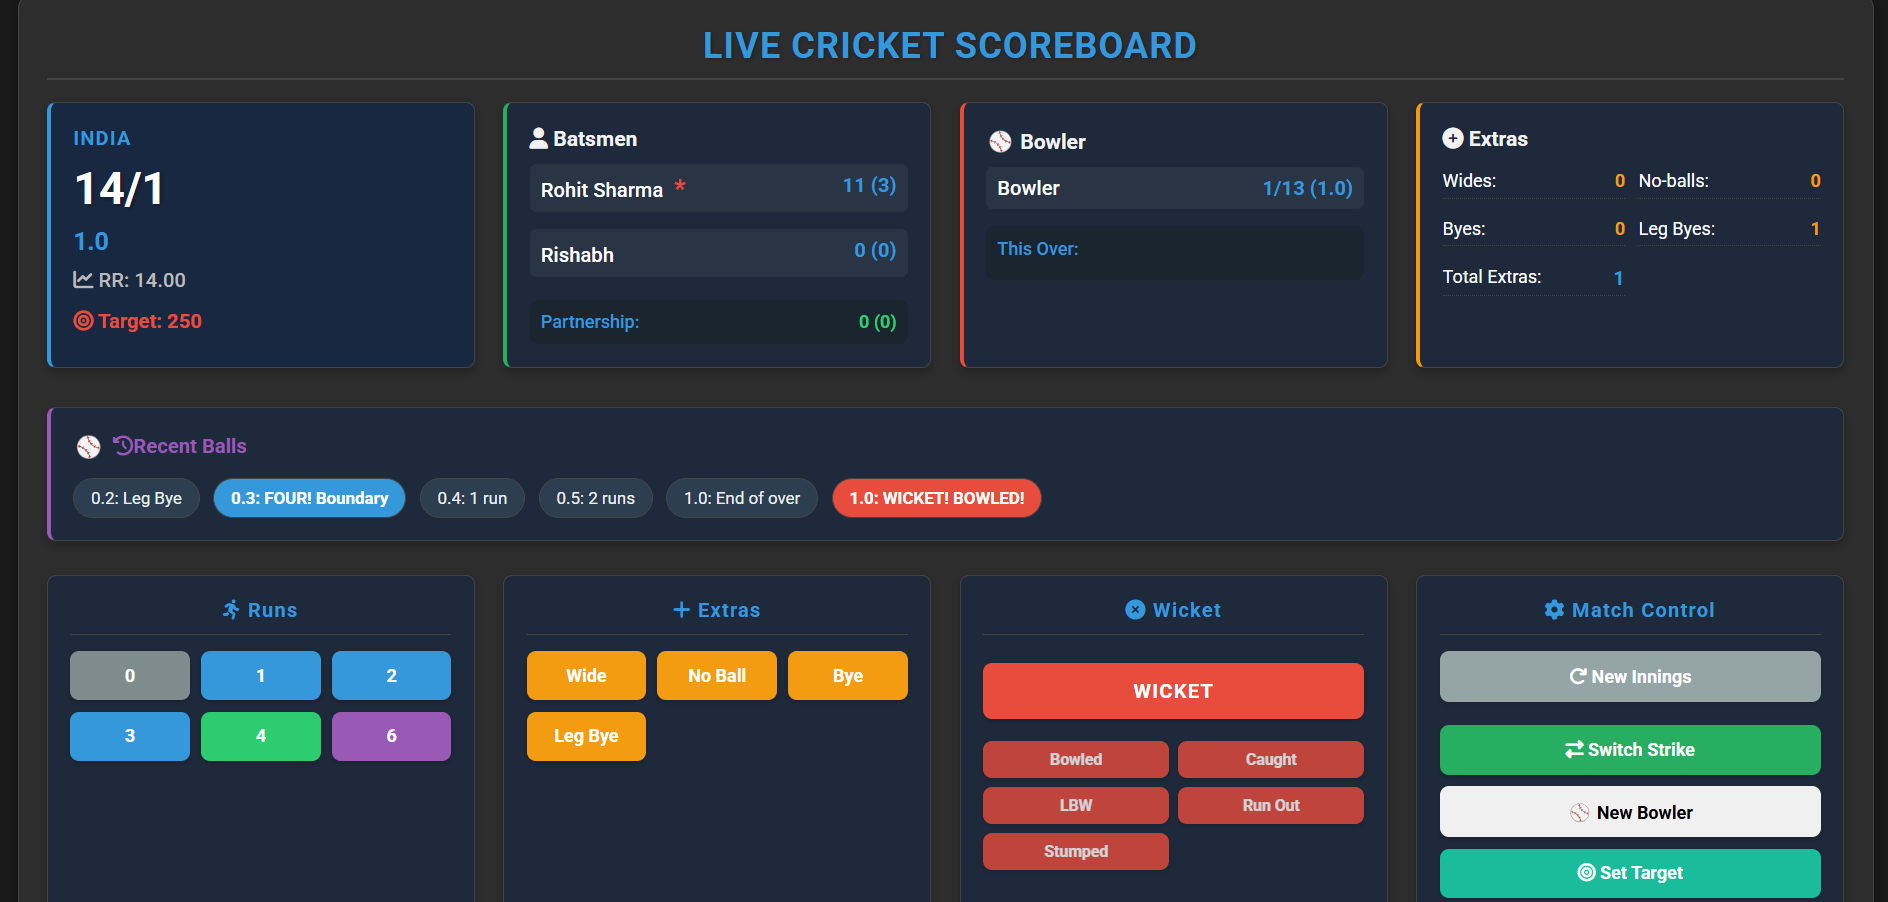 LIVE CRICKET SCOREBOARD
INDIA
14/1
1.0
RR: 14.00
Target: 250
Batsmen
Rohit Sharma * 11 (3)
Rishabh 0 (0)
Partnership: 0 (0)
Bowler
Bowler 1/13 (1.0)
This Over:
Extras
Wides: 0 No-balls: 0
Byes: 0 Leg Byes: 1
Total Extras: 1
Recent Balls
0.2: Leg Bye 0.3: FOUR! Boundary 0.4: 1 run 0.5: 2 runs 1.0: End of over 1.0: WICKET! BOWLED!
Runs
0 1 2
3 4 6
Extras
Wide No Ball Bye
Leg Bye
Wicket
WICKET
Bowled Caught
LBW Run Out
Stumped
Match Control
New Innings
Switch Strike
New Bowler
Set Target